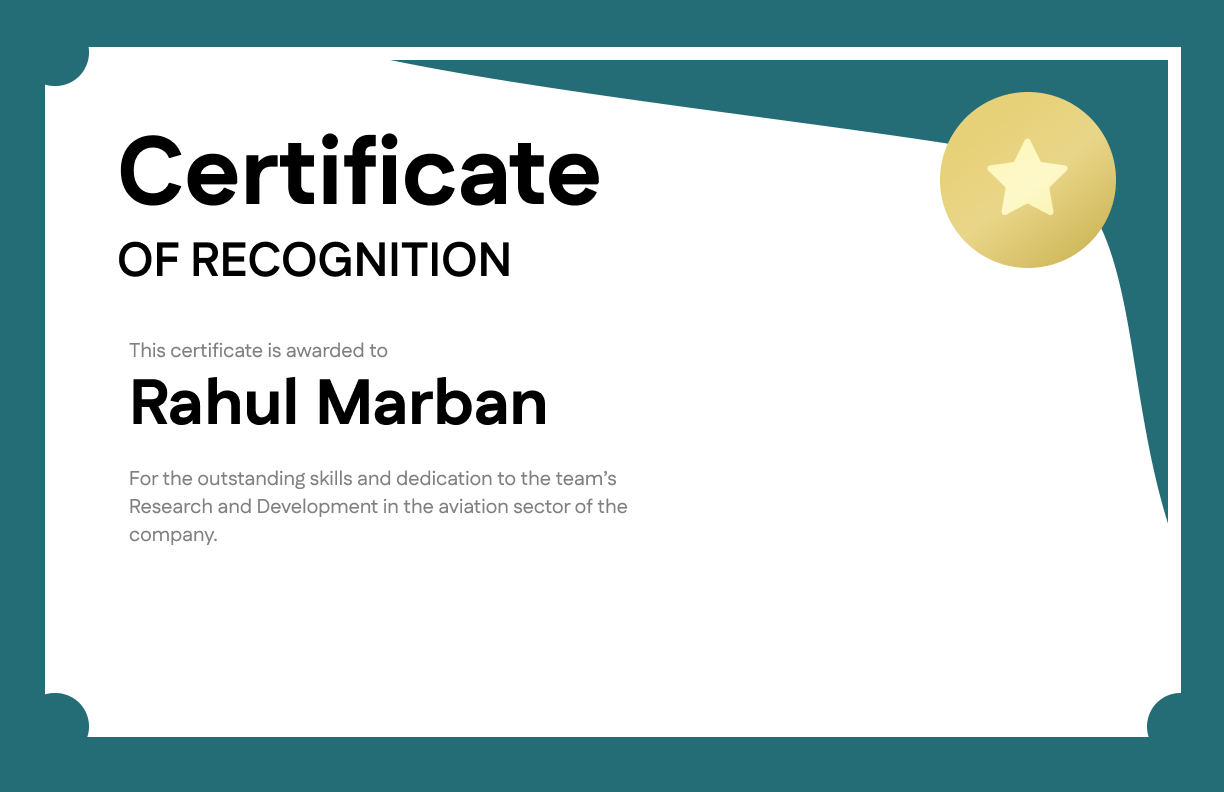 Certificate
OF RECOGNITION
This certificate is awarded to
Rahul Marban
For the outstanding skills and dedication to the team’s
Research and Development in the aviation sector of the
company.